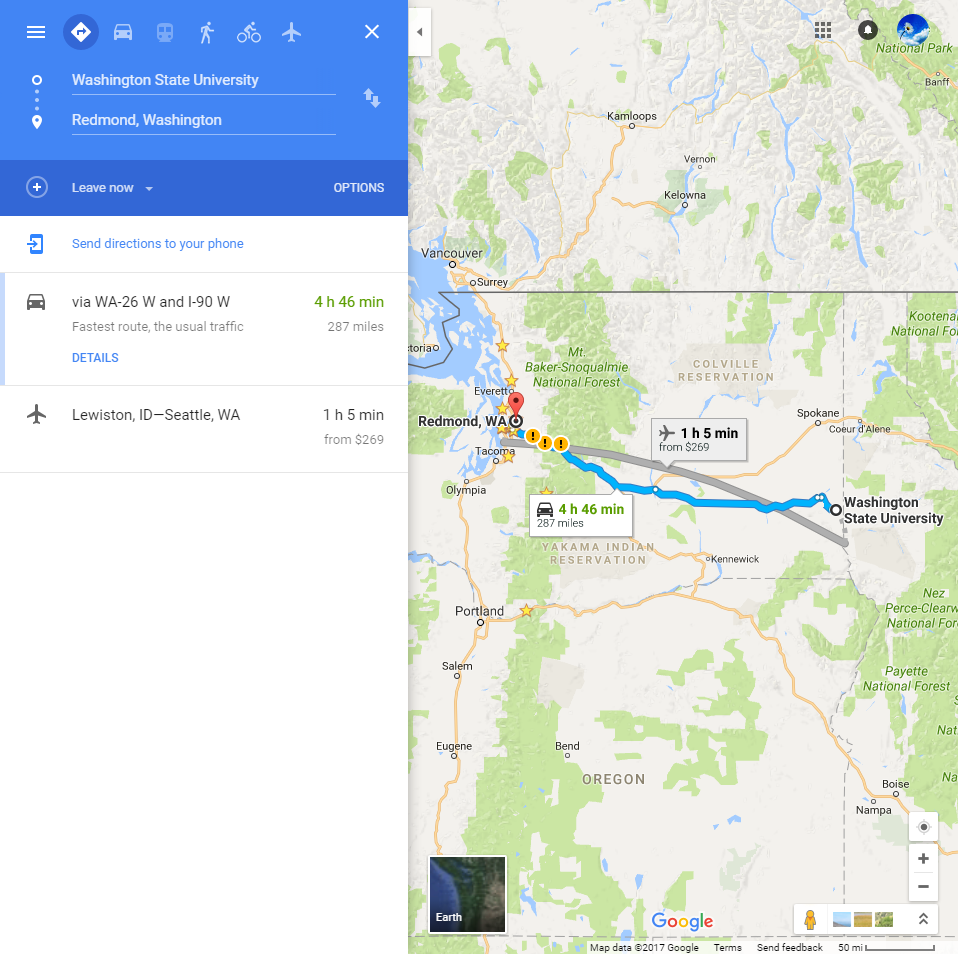 Washington State University
Redmond, Washington
Leave now
OPTIONS
Send directions to your phone
via WA-26 W and I-90 W
4 h 46 min
Fastest route, the usual traffic
287 miles
DETAILS
Lewiston, ID—Seattle, WA
1 h 5 min
from $269
National Park
Banff
Kamloops
Vernon
Kelowna
Vancouver
Surrey
Kootena
National Fo
toria
Mt.
Baker-Snoqualmie
National Forest
COLVILLE
RESERVATION
Everett
Redmond, WA
Spokane
Coeur d'Alene
1 h 5 min
from $269
Tacoma
Olympia
4 h 46 min
287 miles
Washington
State University
YAKAMA INDIAN
RESERVATION
Kennewick
Nez
Perce-Clearw
National Fore
Portland
Salem
Payette
National Forest
Eugene
Bend
OREGON
Boise
Nampa
Earth
Google
Map data ©2017 Google
Terms
Send feedback
50 mi